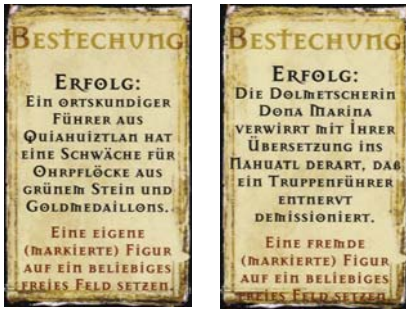 BESTECHUNG
ERFOLG:
EIN ORTSKUNDIGER
FÜHRER AUS
QUIAHUIZTLAN HAT
EINE SCHWÄCHE FÜR
OHRPFLÖCKE AUS
GRÜNEM STEIN UND
GOLDMEDAILLONS.
EINE EIGENE
(MARKIERTE) FIGUR
AUF EIN BELIEBIGES
FREIES FELD SETZEN.
BESTECHUNG
ERFOLG:
DIE DOLMETSCHERIN
DONA MARINA
VERWIRRT MIT IHRER
ÜBERSETZUNG INS
NAHUATL DERART, DAß
EIN TRUPPENFÜHRER
ENTNERVT
DEMISSIONIERT.
EINE FREMDE
(MARKIERTE) FIGUR
AUF EIN BELIEBIGES
FREIES FELD SETZEN.